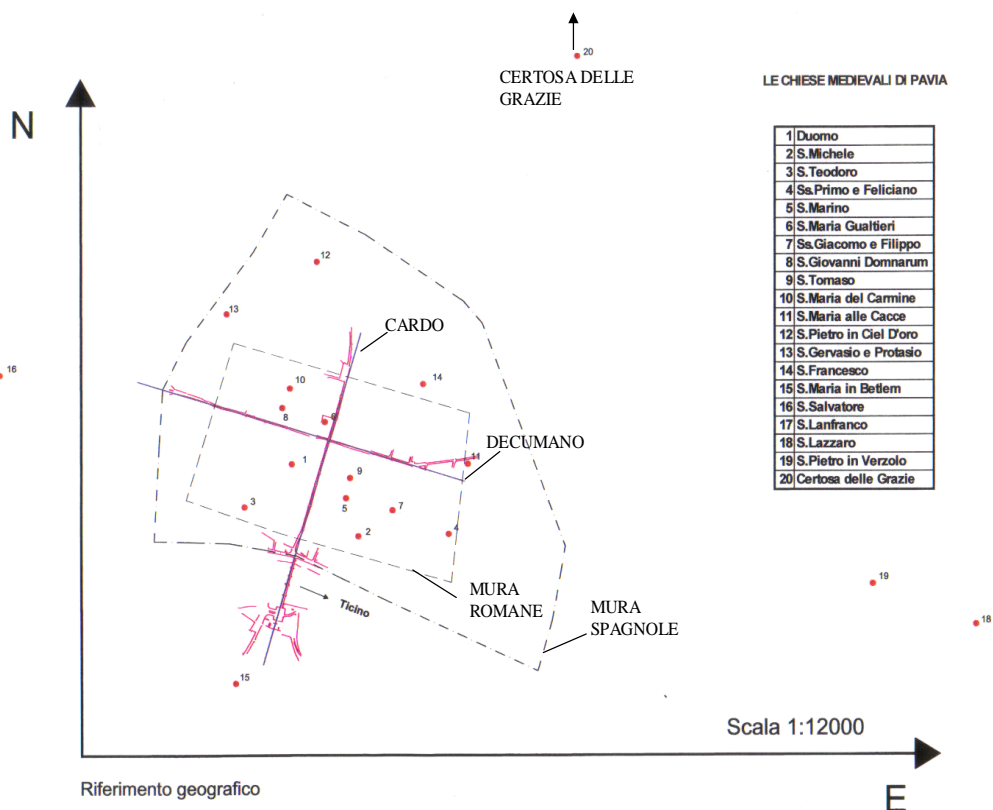 20
CERTOSA DELLE
GRAZIE
LE CHIESE MEDIEVALI DI PAVIA
N
1 Duomo
2 S.Michele
3 S.Teodoro
4 Ss.Primo e Feliciano
5 S.Marino
6 S.Maria Gualtieri
7 Ss.Giacomo e Filippo
8 S.Giovanni Domnarum
9 S.Tomaso
10 S.Maria del Carmine
11 S.Maria alle Cacce
12 S.Pietro in Ciel D'oro
13 S.Gervasio e Protasio
14 S.Francesco
15 S.Maria in Betlem
16 S.Salvatore
17 S.Lanfranco
18 S.Lazzaro
19 S.Pietro in Verzolo
20 Certosa delle Grazie
12
13
CARDO
16
10
14
8
6
DECUMANO
1
11
9
5
3
7
4
2
MURA
ROMANE
MURA
SPAGNOLE
Ticino
19
18
15
Scala 1:12000
Riferimento geografico
E